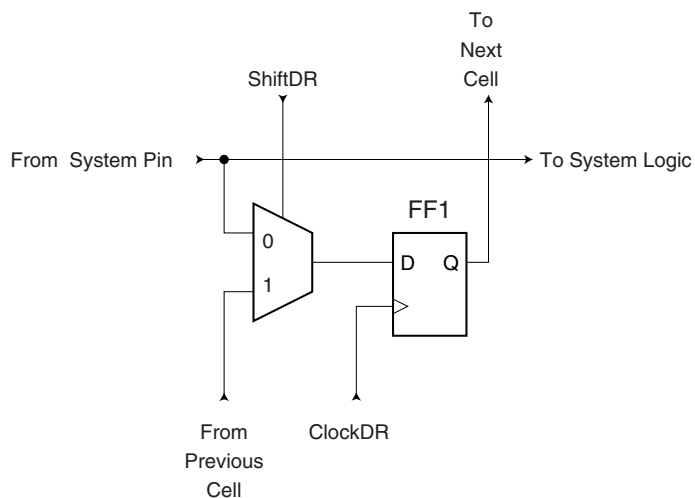 To
Next
Cell
ShiftDR
From System Pin
To System Logic
FF1
0
D Q
1
From
Previous
Cell
ClockDR